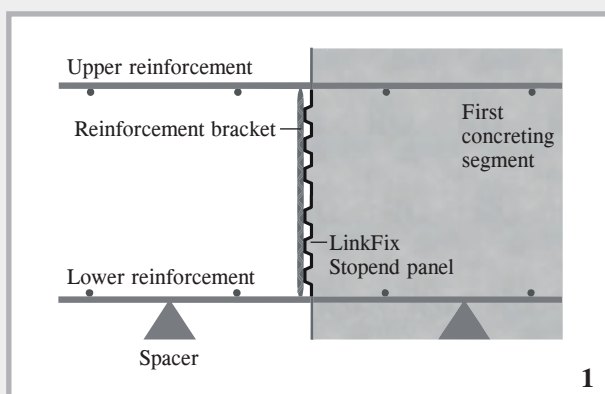 Upper reinforcement
Reinforcement bracket
First
concreting
segment
LinkFix
Stopend panel
Lower reinforcement
Spacer
1